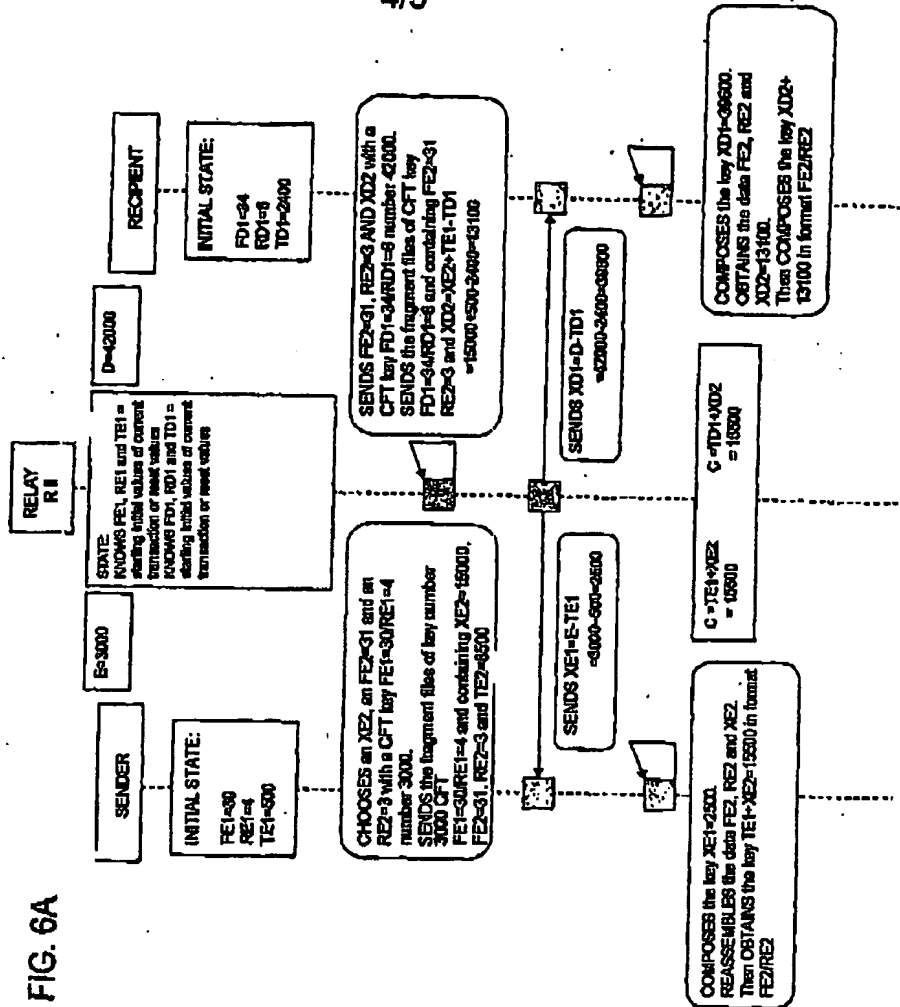 4/5
FIG. 6A
RELAY
R II
SENDER
E=3000
D=42000
RECIPIENT
INITIAL STATE:
FE1=30
RE1=4
TE1=500
STATE:
KNOWS FE1, RE1 and TE1 =
starting initial values of current
transaction or reset values
KNOWS FD1, RD1 and TD1 =
starting initial values of current
transaction or reset values
INITIAL STATE:
FD1=34
RD1=6
TD1=2400
CHOOSES an XE2, an FE2=31 and an
RE2=3 with a CFT key FE1=30/RE1=4
number 3000.
SENDS the fragment files of key number
3000 CFT
FE1=30/RE1=4 and containing XE2=15000,
FE2=31, RE2=3 and TE2=8500
SENDS FE2=31, RE2=3 AND XD2 with a
CFT key FD1=34/RD1=6 number 42000.
SENDS the fragment files of CFT key
FD1=34/RD1=6 and containing FE2=31
RE2=3 and XD2=XE2+TE1-TD1
=15000+500-2400=13100
SENDS XE1=E-TE1
=3000-500=2500
SENDS XD1=D-TD1
=42000-2400=39600
COMPOSES the key XE1=2500.
REASSEMBLES the data FE2, RE2 and XE2.
Then OBTAINS the key TE1+XE2=15500 in format
FE2/RE2
C =TE1+XE2
= 15500
C =TD1+XD2
= 15500
COMPOSES the key XD1=39600.
OBTAINS the data FE2, RE2 and
XD2=13100.
Then COMPOSES the key XD2+
13100 in format FE2/RE2